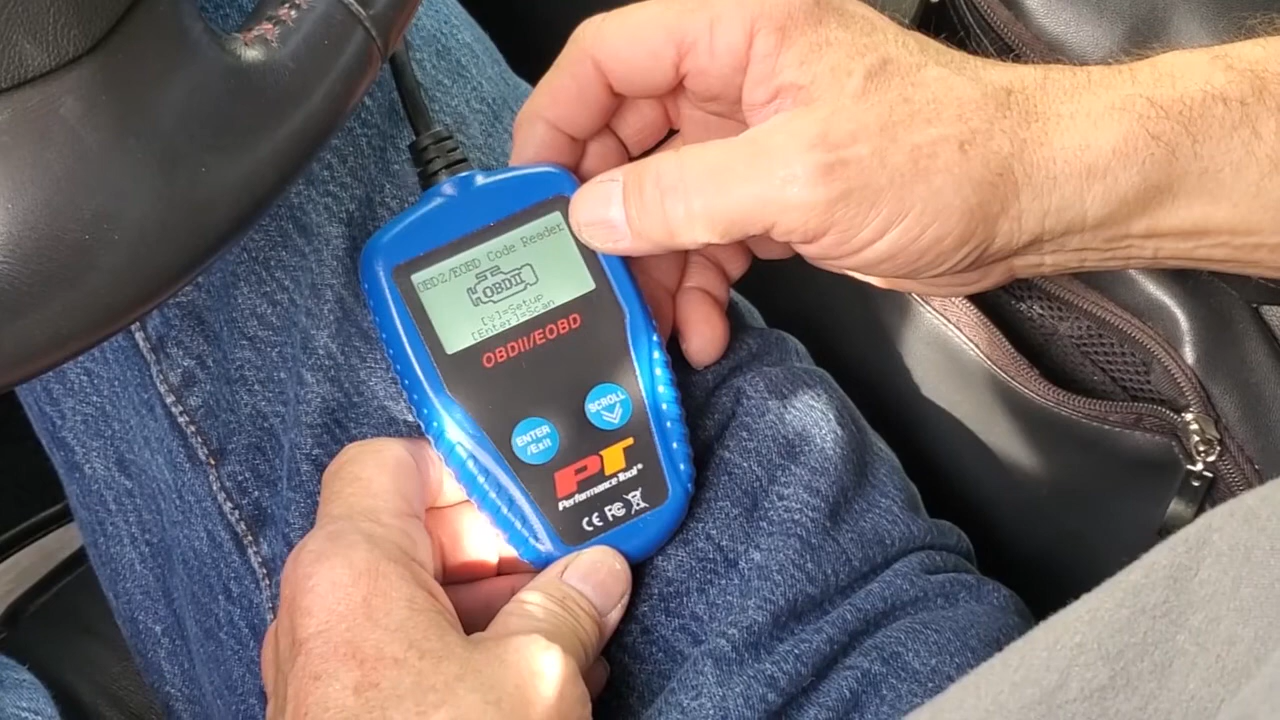 OBD2/EOBD Code Reader
OBDII
[⩔]=Setup
[Enter]=Scan
OBDII/EOBD
SCROLL
ENTER
/Exit
PT
Performance Tool®
CE FC